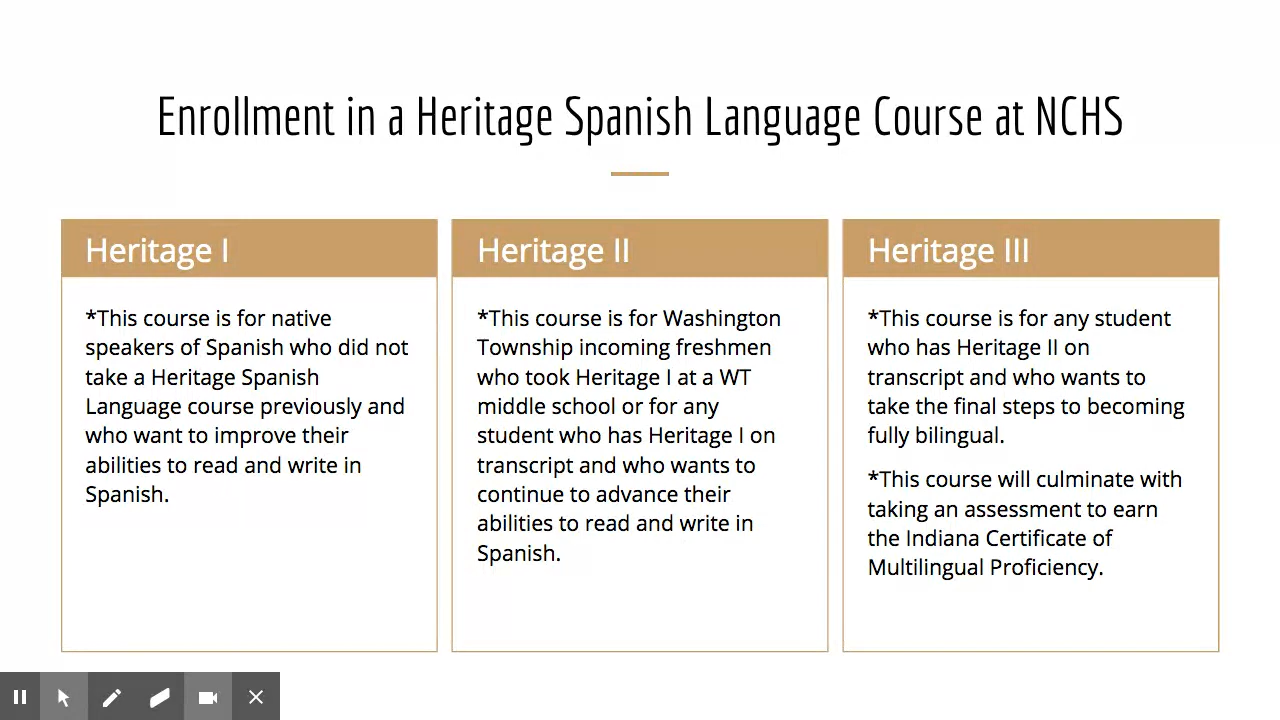 Enrollment in a Heritage Spanish Language Course at NCHS
Heritage I
*This course is for native
speakers of Spanish who did not
take a Heritage Spanish
Language course previously and
who want to improve their
abilities to read and write in
Spanish.
Heritage II
*This course is for Washington
Township incoming freshmen
who took Heritage I at a WT
middle school or for any
student who has Heritage I on
transcript and who wants to
continue to advance their
abilities to read and write in
Spanish.
Heritage III
*This course is for any student
who has Heritage II on
transcript and who wants to
take the final steps to becoming
fully bilingual.
*This course will culminate with
taking an assessment to earn
the Indiana Certificate of
Multilingual Proficiency.